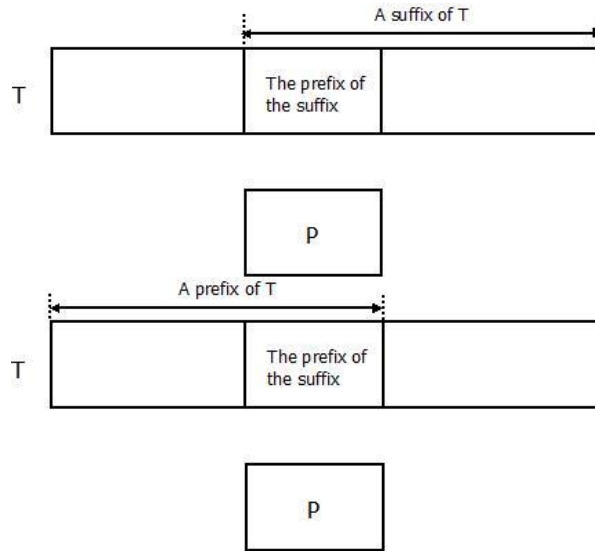 A suffix of T
T
The prefix of
the suffix
P
A prefix of T
T
The prefix of
the suffix
P